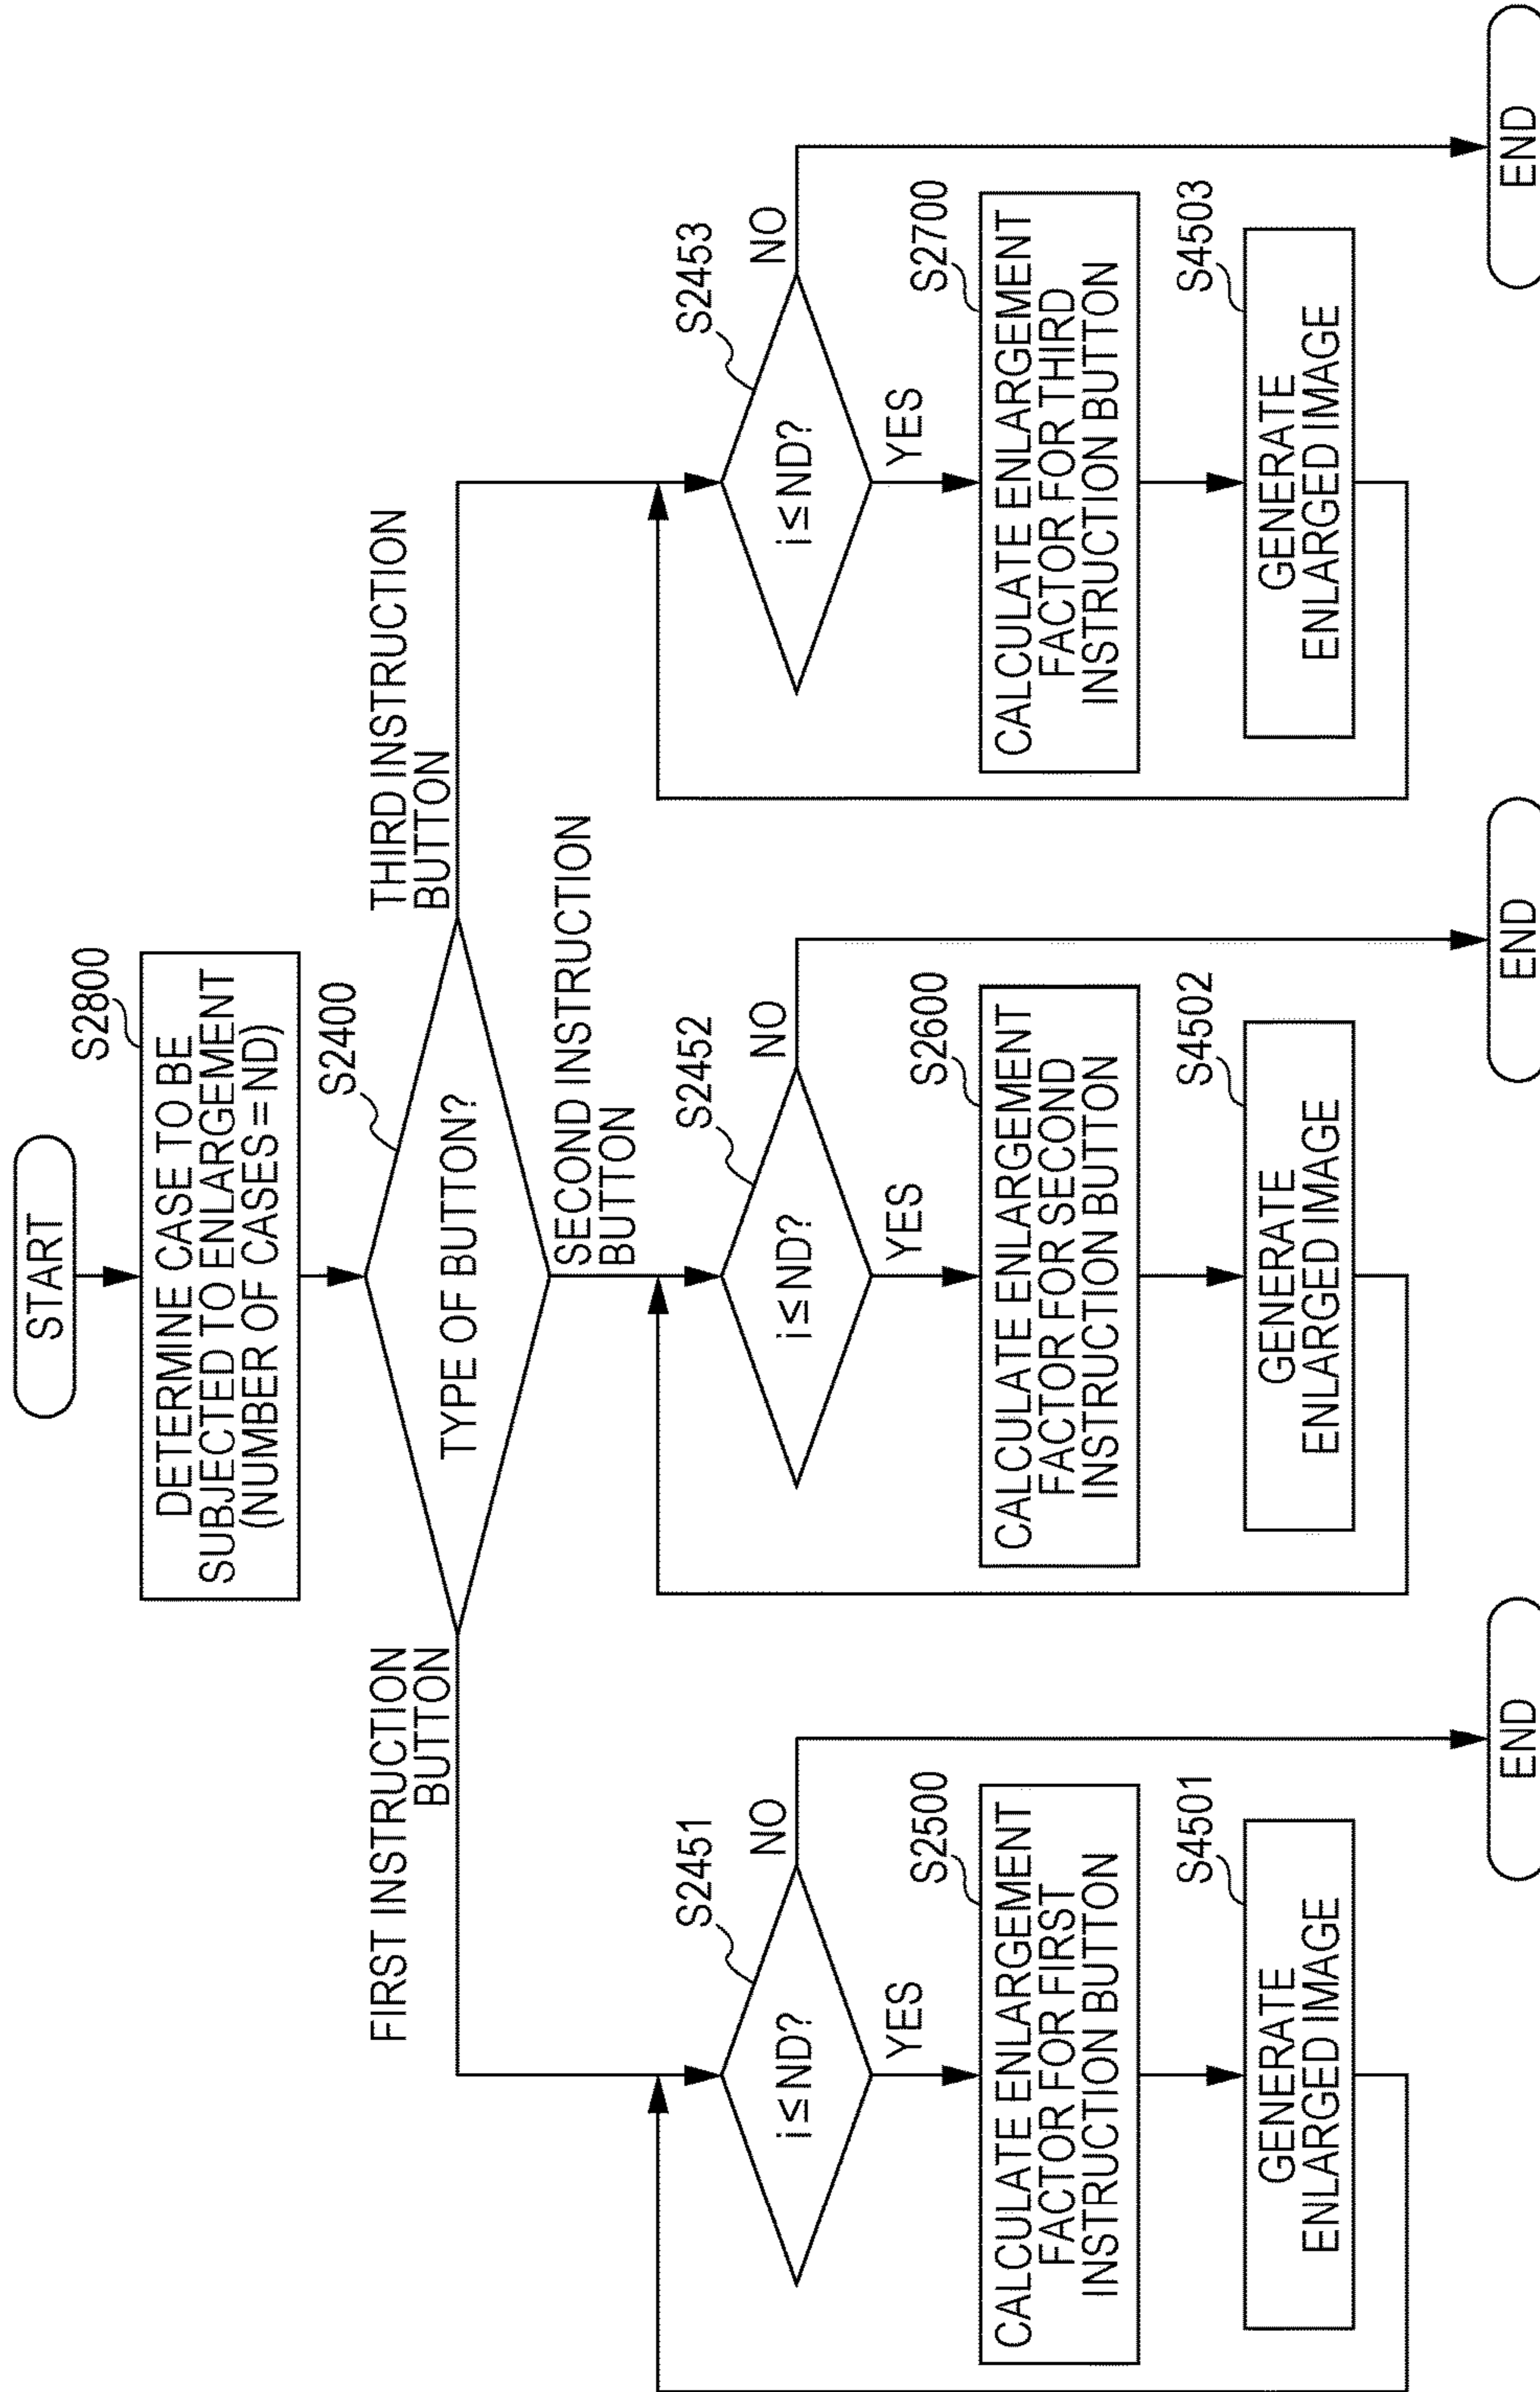 START
S2800
DETERMINE CASE TO BE
SUBJECTED TO ENLARGEMENT
(NUMBER OF CASES = ND)
S2400
TYPE OF BUTTON?
FIRST INSTRUCTION
BUTTON
SECOND INSTRUCTION
BUTTON
THIRD INSTRUCTION
BUTTON
S2451
i ≤ ND?
NO
YES
S2500
CALCULATE ENLARGEMENT
FACTOR FOR FIRST
INSTRUCTION BUTTON
S4501
GENERATE
ENLARGED IMAGE
END
S2452
i ≤ ND?
NO
YES
S2600
CALCULATE ENLARGEMENT
FACTOR FOR SECOND
INSTRUCTION BUTTON
S4502
GENERATE
ENLARGED IMAGE
END
S2453
i ≤ ND?
NO
YES
S2700
CALCULATE ENLARGEMENT
FACTOR FOR THIRD
INSTRUCTION BUTTON
S4503
GENERATE
ENLARGED IMAGE
END